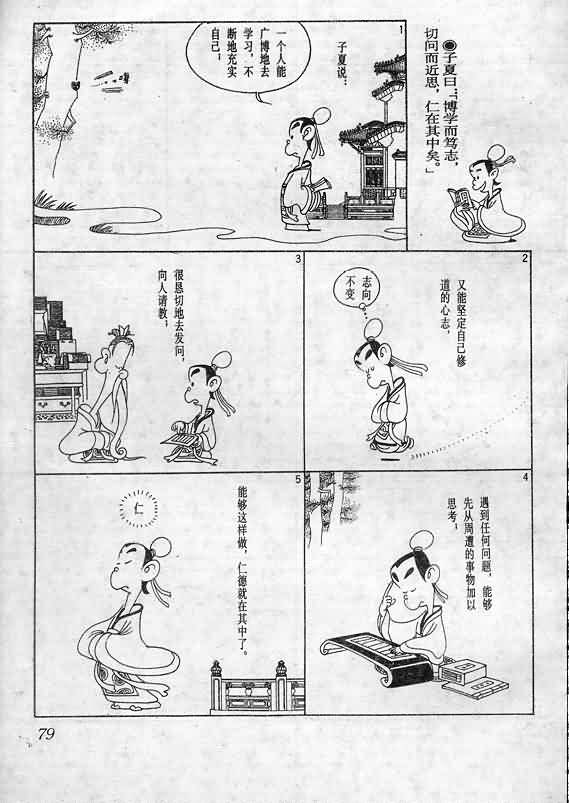 ●子夏曰：「博学而笃志，
切问而近思，仁在其中矣。」
1
子夏说：
一个人能
广博地去
学习，不
断地充实
自己；
2
又能坚定自己修
道的心志，
志向
不变
3
很恳切地去发问，
向人请教；
4
遇到任何问题，能够
先从周遭的事物加以
思考；
5
能够这样做，仁德就在其中了。
仁
79